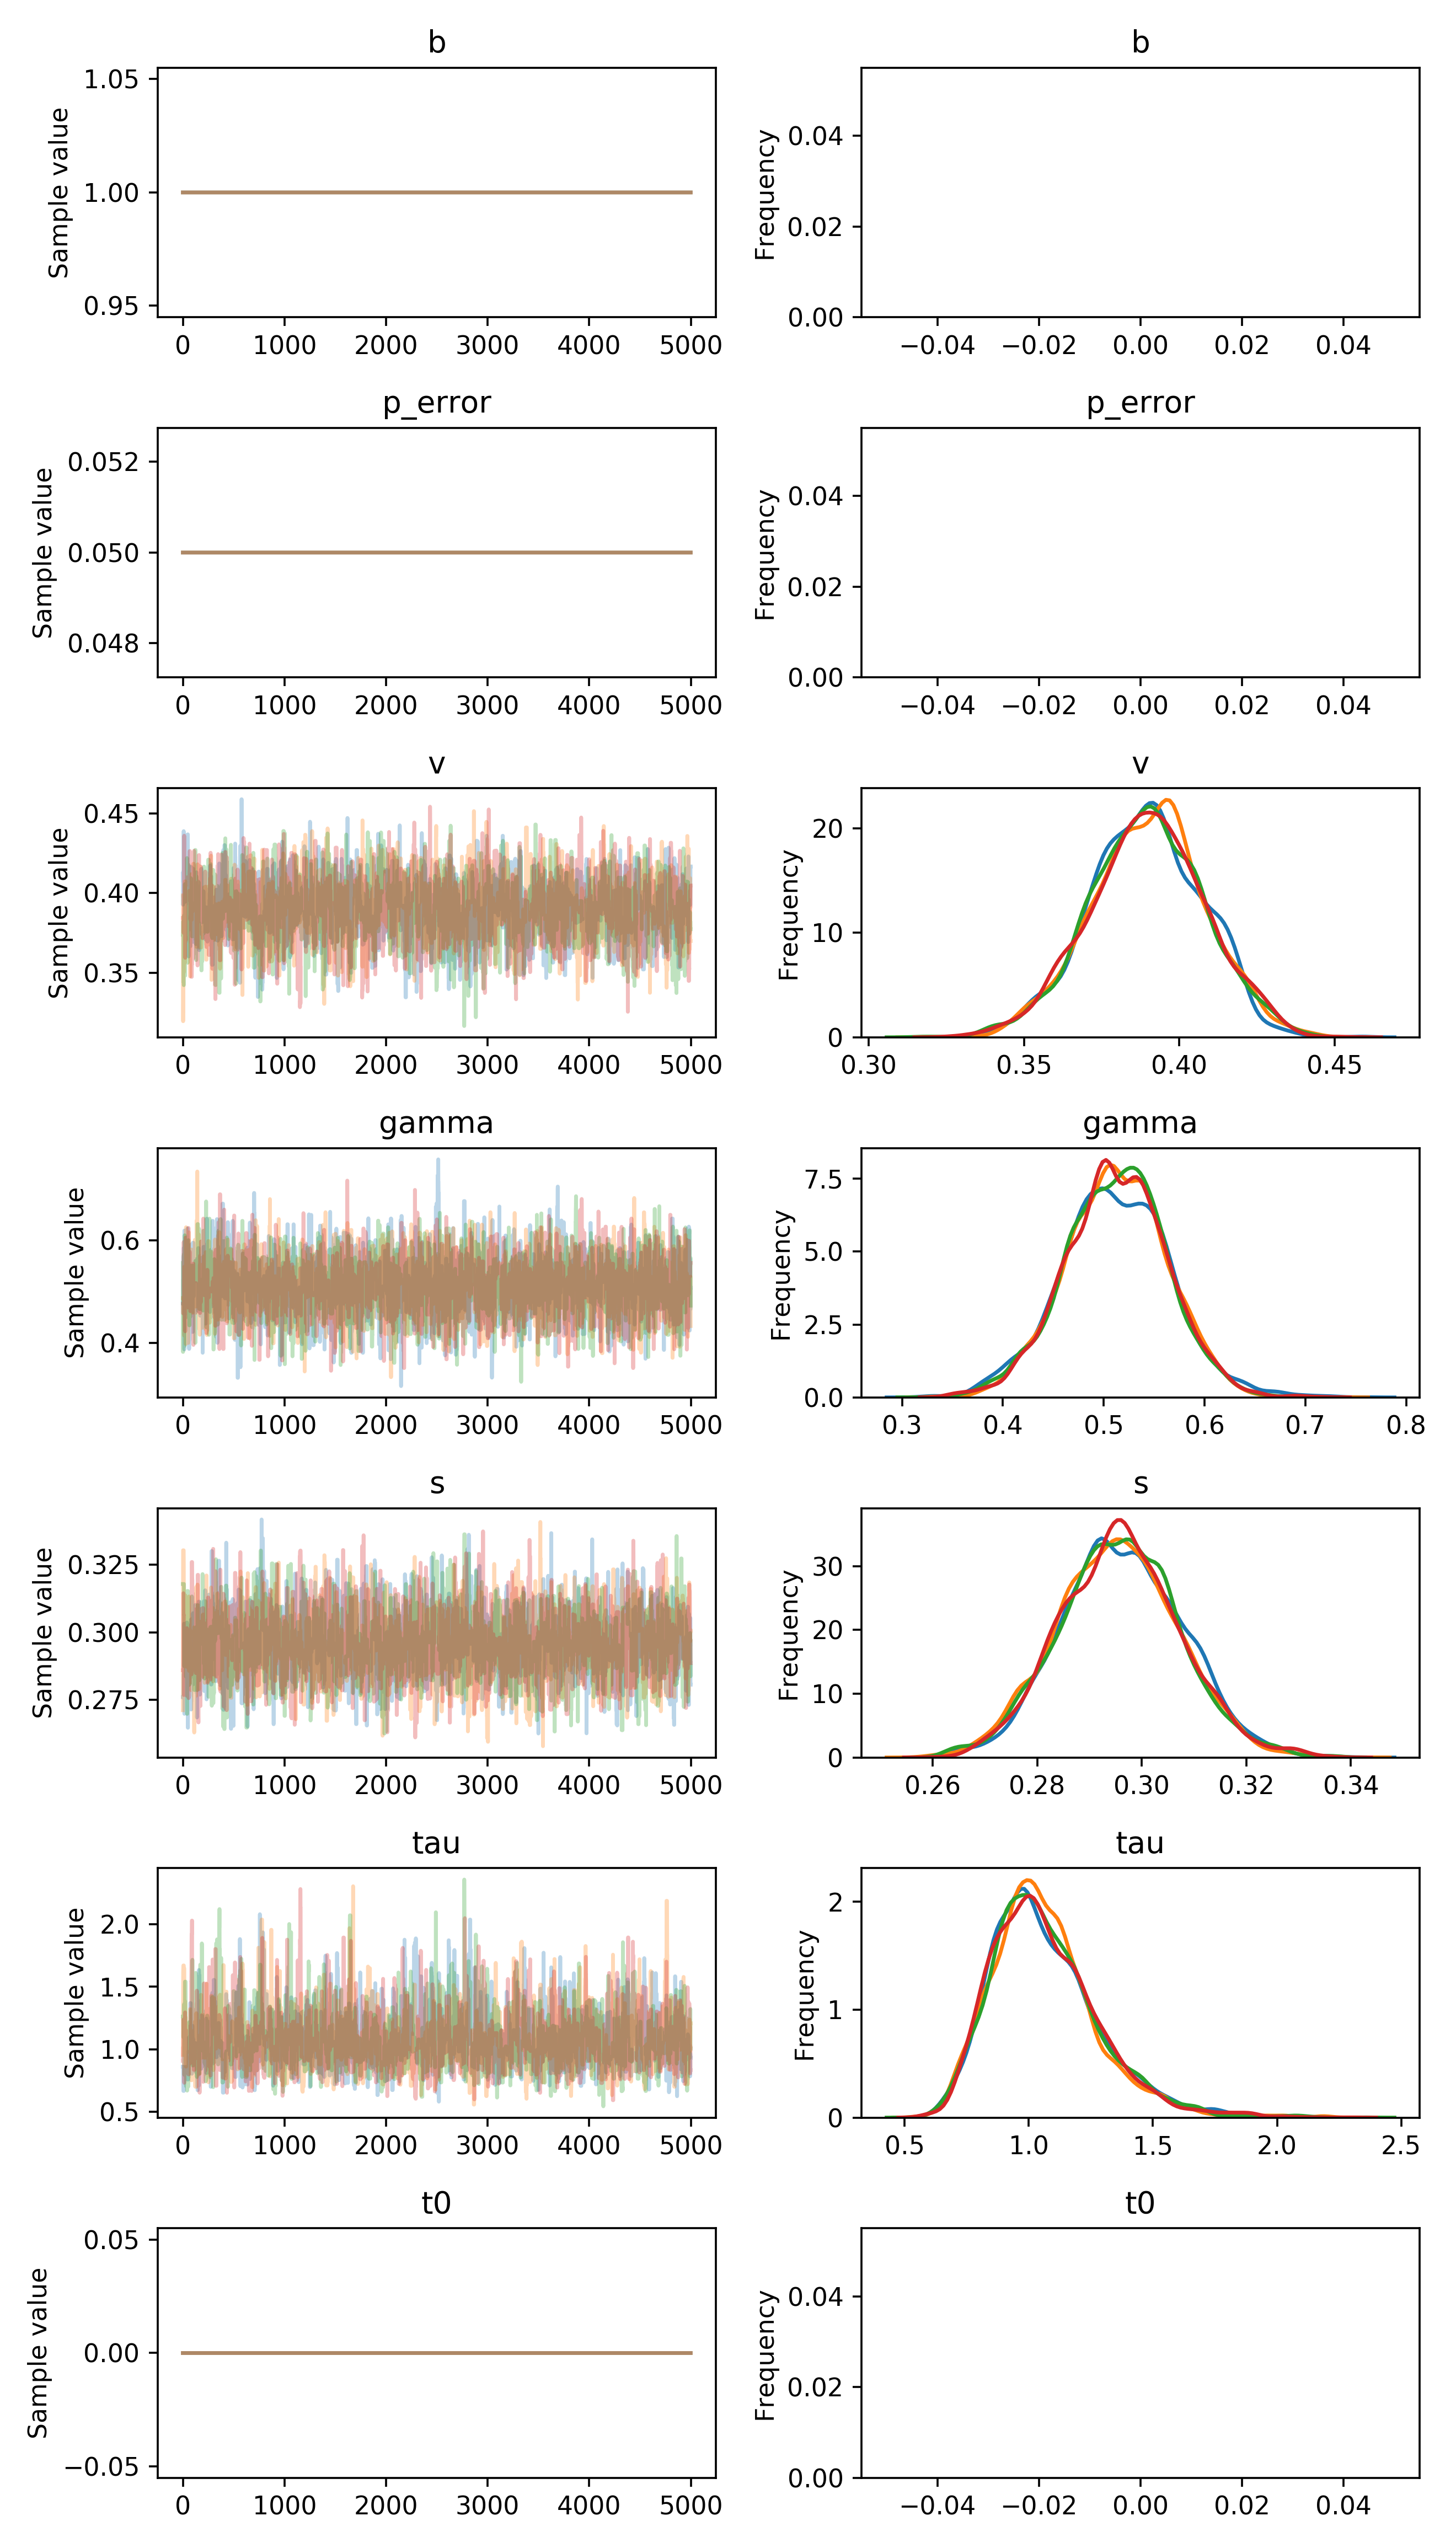 b b
Sample value 1.05 1.00 0.95 Frequency 0.04 0.02 0.00
0 1000 2000 3000 4000 5000 −0.04 −0.02 0.00 0.02 0.04
p_error p_error
Sample value 0.052 0.050 0.048 Frequency 0.04 0.02 0.00
0 1000 2000 3000 4000 5000 −0.04 −0.02 0.00 0.02 0.04
v v
Sample value 0.45 0.40 0.35 Frequency 20 10 0
0 1000 2000 3000 4000 5000 0.30 0.35 0.40 0.45
gamma gamma
Sample value 0.6 0.4 Frequency 7.5 5.0 2.5 0.0
0 1000 2000 3000 4000 5000 0.3 0.4 0.5 0.6 0.7 0.8
s s
Sample value 0.325 0.300 0.275 Frequency 30 20 10 0
0 1000 2000 3000 4000 5000 0.26 0.28 0.30 0.32 0.34
tau tau
Sample value 2.0 1.5 1.0 0.5 Frequency 2 1 0
0 1000 2000 3000 4000 5000 0.5 1.0 1.5 2.0 2.5
t0 t0
Sample value 0.05 0.00 −0.05 Frequency 0.04 0.02 0.00
0 1000 2000 3000 4000 5000 −0.04 −0.02 0.00 0.02 0.04